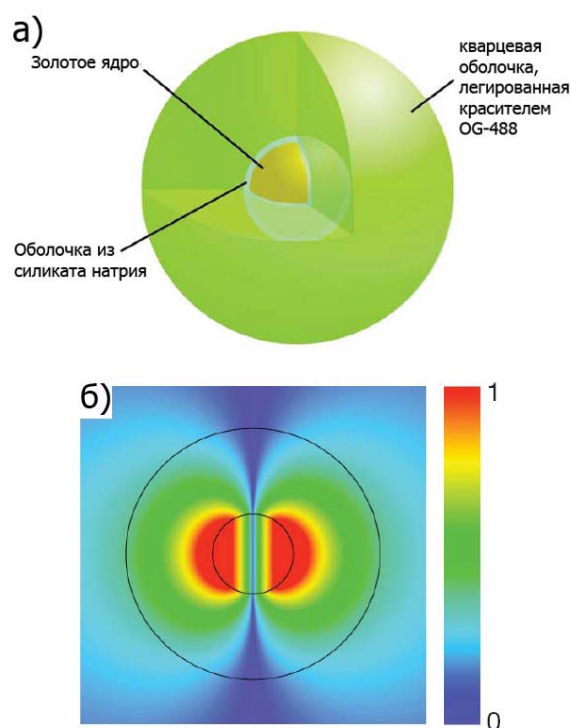 а)
Золотое ядро
кварцевая
оболочка,
легированная
красителем
OG-488
Оболочка из
силиката натрия
б)
1
0